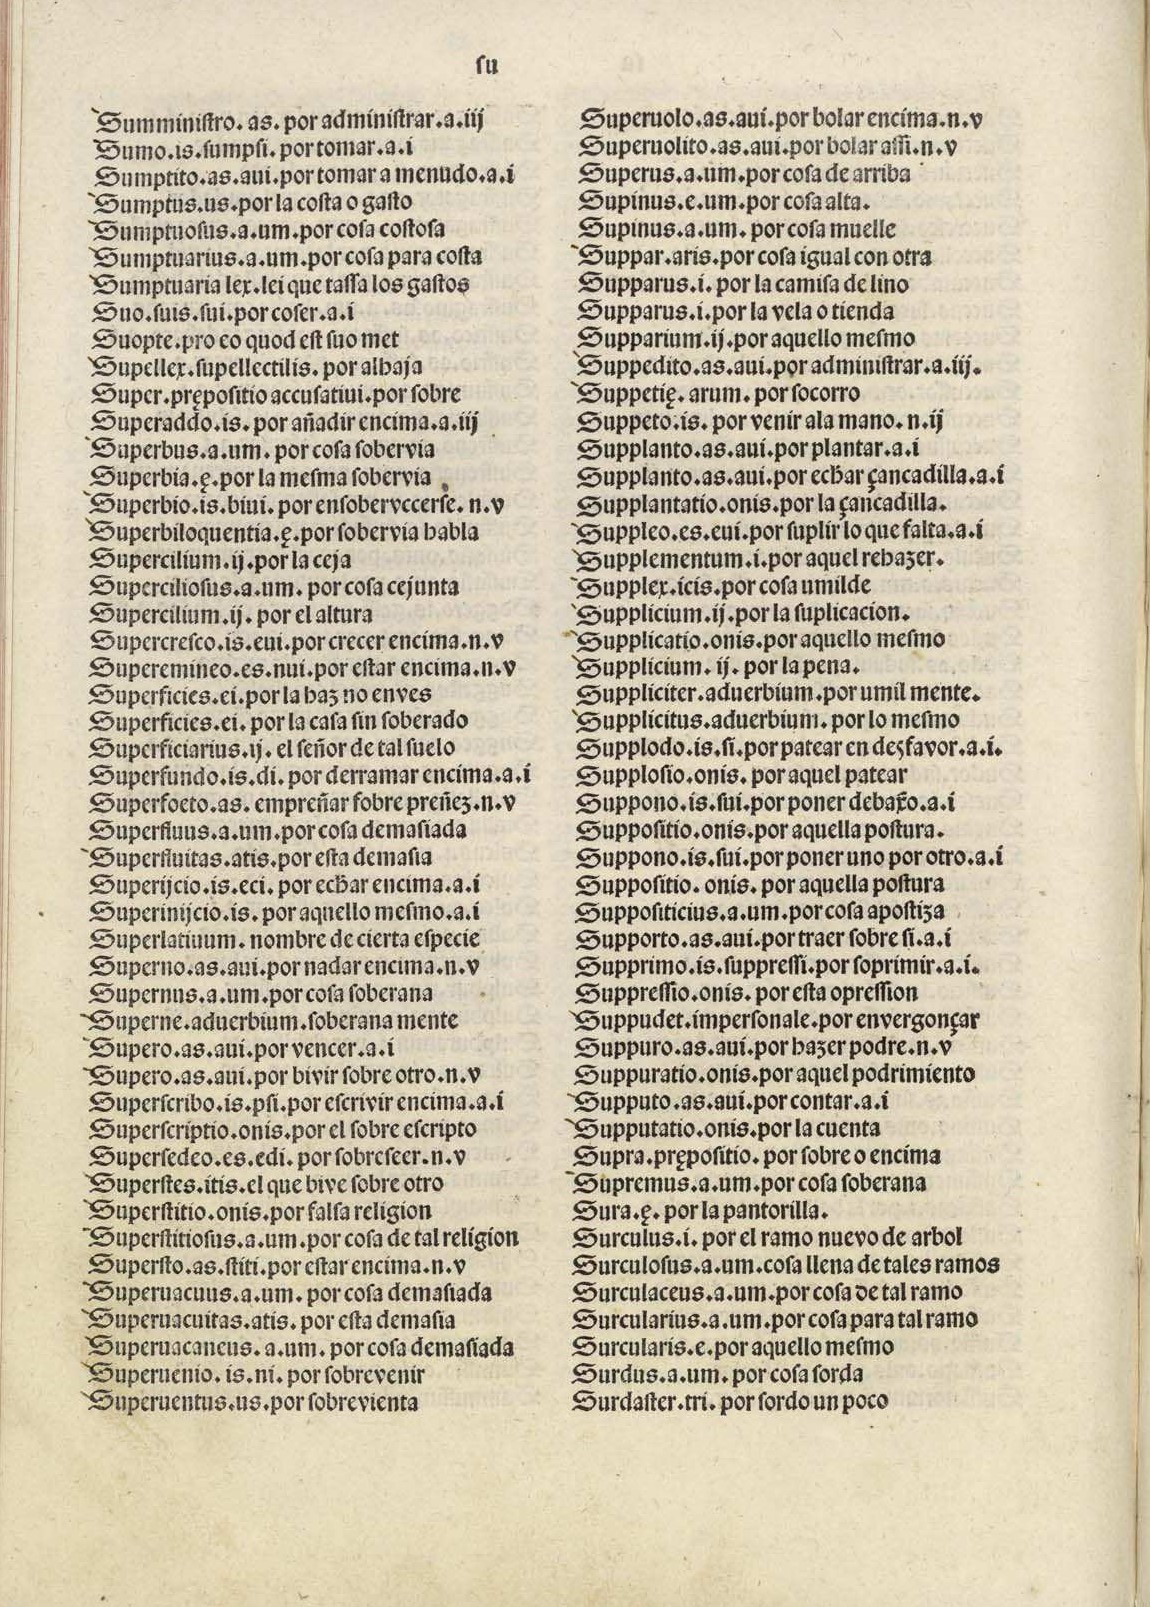 su
Sumministro. as. por administrar.a.iij
Sumo.is.sumpsi. por tomar.a.i
Sumptito.as.aui.por tomar a menudo.a.i
Sumptus.us.por la costa o gasto
Sumptuosus.a.um.por cosa costosa
Sumptuarius.a.um.por cosa para costa
Sumptuaria lex.lei que tassa los gastos
Suo.suis.sui.por coser.a.i
Suopte.pro eo quod est suo met
Supellex.supellectilis. por alhaja
Super.prępositio accusatiui.por sobre
Superaddo.is. por añadir encima.a.iij
Superbus.a.um. por cosa sobervia
Superbia.ę.por la mesma sobervia
Superbio.is.biui. por ensobervecerse. n.v
Superbiloquentia.ę.por sobervia habla
Supercilium.ij.por la ceja
Superciliosus.a.um. por cosa cejunta
Supercilium.ij. por el altura
Supercresco.is.eui.por crecer encima.n.v
Superemineo.es.nui.por estar encima.n.v
Superficies.ei.por la haz no enves
Superficies.ei. por la casa sin soberado
Superficiarius.ij. el señor de tal suelo
Superfundo.is.di. por derramar encima.a.i
Superfoeto.as. empreñar sobre preñez.n.v
Superfluus.a.um.por cosa demasiada
Superfluitas.atis.por esta demasia
Superijcio.is.eci. por echar encima.a.i
Superinijcio.is. por aquello mesmo.a.i
Superlatiuum. nombre de cierta especie
Superno.as.aui.por nadar encima.n.v
Supernus.a.um.por cosa soberana
Superne.aduerbium.soberana mente
Supero.as.aui.por vencer.a.i
Supero.as.aui.por bivir sobre otro.n.v
Superscribo.is.psi.por escrivir encima.a.i
Superscriptio.onis.por el sobre escripto
Supersedeo.es.edi. por sobreseer.n.v
Superstes.itis.el que bive sobre otro
Superstitio.onis.por falsa religion
Superstitiosus.a.um.por cosa de tal religion
Supersto.as.stiti.por estar encima.n.v
Superuacuus.a.um. por cosa demasiada
Superuacuitas.atis. por esta demasia
Superuacaneus. a.um. por cosa demasiada
Superuenio. is.ni. por sobrevenir
Superuentus.us.por sobrevienta
Superuolo.as.aui.por bolar encima.n.v
Superuolito.as.aui.por bolar assi.n.v
Superus.a.um.por cosa de arriba
Supinus.e.um.por cosa alta.
Supinus.a.um. por cosa muelle
Suppar.aris.por cosa igual con otra
Supparus.i. por la camisa de lino
Supparus.i.por la vela o tienda
Supparium.ij.por aquello mesmo
Suppedito.as.aui.por administrar.a.iij.
Suppetię. arum. por socorro
Suppeto.is. por venir ala mano. n.ij
Supplanto.as.aui.por plantar.a.i
Supplanto.as.aui.por echar çancadilla.a.i
Supplantatio.onis.por la çancadilla.
Suppleo.es.eui.por suplir lo que falta.a.i
Supplementum.i.por aquel rehazer.
Supplex.icis.por cosa umilde
Supplicium.ij.por la suplicacion.
Supplicatio.onis.por aquello mesmo
Supplicium. ij. por la pena.
Suppliciter.aduerbium.por umil mente.
Supplicitus.aduerbium. por lo mesmo
Supplodo.is.si.por patear en desfavor.a.i.
Supplosio.onis. por aquel patear
Suppono.is.sui.por poner debaxo.a.i
Suppositio.onis.por aquella postura.
Suppono.is.sui.por poner uno por otro.a.i
Suppositio. onis. por aquella postura
Suppositicius.a.um.por cosa apostiza
Supporto.as.aui.por traer sobre si.a.i
Supprimo.is.suppressi.por soprimir.a.i.
Suppressio.onis. por esta opression
Suppudet.impersonale.por envergonçar
Suppuro.as.aui.por hazer podre.n.v
Suppuratio.onis.por aquel podrimiento
Supputo.as.aui.por contar.a.i
Supputatio.onis.por la cuenta
Supra.prępositio. por sobre o encima
Supremus.a.um.por cosa soberana
Sura.ę. por la pantorilla.
Surculus.i. por el ramo nuevo de arbol
Surculosus.a.um.cosa llena de tales ramos
Surculaceus.a.um.por cosa de tal ramo
Surcularius.a.um.por cosa para tal ramo
Surcularis.e.por aquello mesmo
Surdus.a.um. por cosa sorda
Surdaster.tri. por sordo un poco